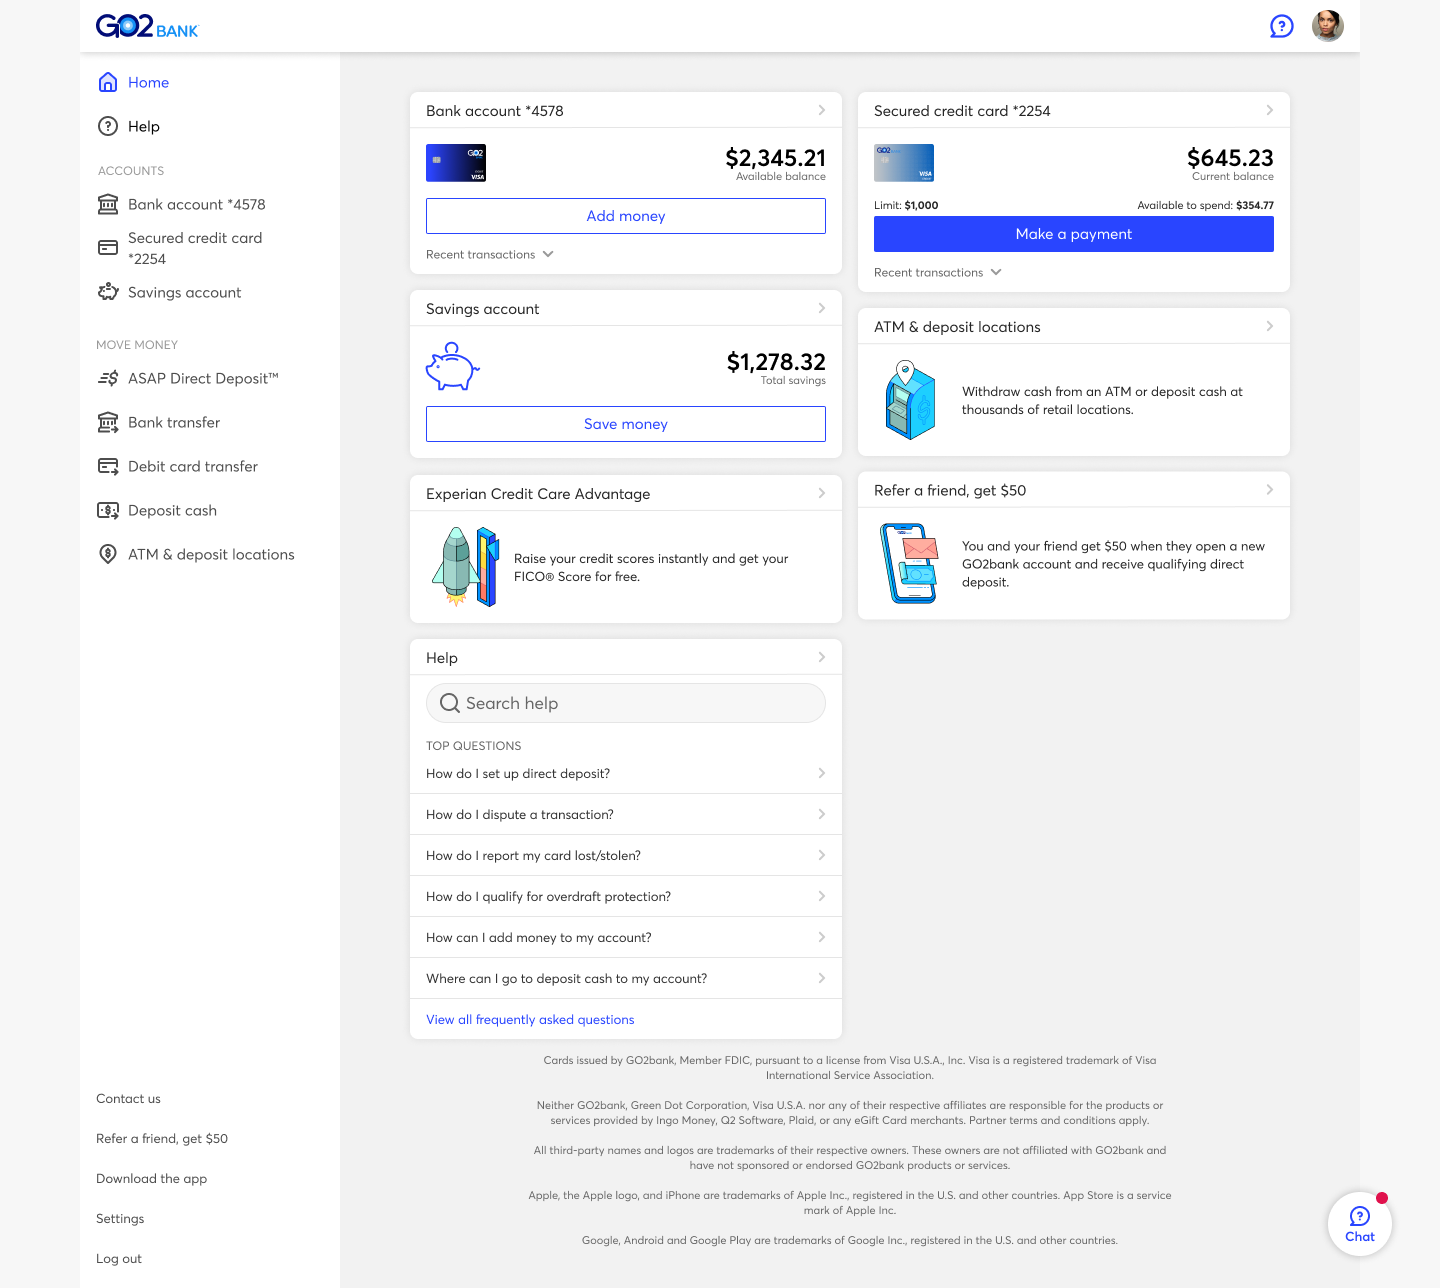 GO2BANK
Home
Help
ACCOUNTS
Bank account *4578
Secured credit card
*2254
Savings account
MOVE MONEY
ASAP Direct Deposit™
Bank transfer
Debit card transfer
Deposit cash
ATM & deposit locations
Contact us
Refer a friend, get $50
Download the app
Settings
Log out
Bank account *4578
GO2
VISA
$2,345.21
Available balance
Add money
Recent transactions
Savings account
$1,278.32
Total savings
Save money
Experian Credit Care Advantage
Raise your credit scores instantly and get your
FICO® Score for free.
Help
Search help
TOP QUESTIONS
How do I set up direct deposit?
How do I dispute a transaction?
How do I report my card lost/stolen?
How do I qualify for overdraft protection?
How can I add money to my account?
Where can I go to deposit cash to my account?
View all frequently asked questions
Secured credit card *2254
GO2
VISA
$645.23
Current balance
Limit: $1,000
Available to spend: $354.77
Make a payment
Recent transactions
ATM & deposit locations
Withdraw cash from an ATM or deposit cash at
thousands of retail locations.
Refer a friend, get $50
GO2
You and your friend get $50 when they open a new
GO2bank account and receive qualifying direct
deposit.
Cards issued by GO2bank, Member FDIC, pursuant to a license from Visa U.S.A., Inc. Visa is a registered trademark of Visa
International Service Association.
Neither GO2bank, Green Dot Corporation, Visa U.S.A. nor any of their respective affiliates are responsible for the products or
services provided by Ingo Money, Q2 Software, Plaid, or any eGift Card merchants. Partner terms and conditions apply.
All third-party names and logos are trademarks of their respective owners. These owners are not affiliated with GO2bank and
have not sponsored or endorsed GO2bank products or services.
Apple, the Apple logo, and iPhone are trademarks of Apple Inc., registered in the U.S. and other countries. App Store is a service
mark of Apple Inc.
Google, Android and Google Play are trademarks of Google Inc., registered in the U.S. and other countries.
Chat